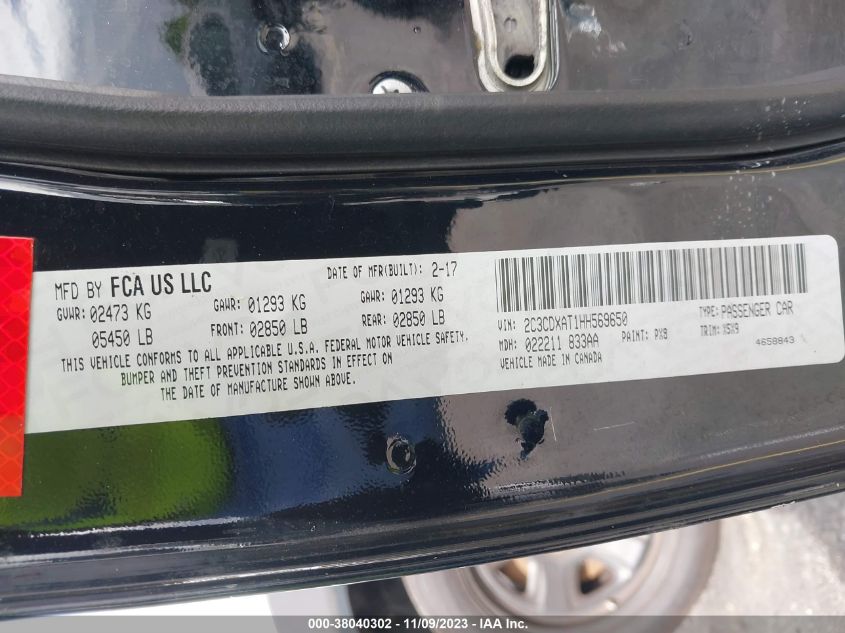 MFD BY FCA US LLC
DATE OF MFR(BUILT): 2-17
GVWR: 02473 KG
GAWR: 01293 KG
GAWR: 01293 KG
05450 LB
FRONT: 02850 LB
REAR: 02850 LB
THIS VEHICLE CONFORMS TO ALL APPLICABLE U.S.A. FEDERAL MOTOR VEHICLE SAFETY,
BUMPER AND THEFT PREVENTION STANDARDS IN EFFECT ON
THE DATE OF MANUFACTURE SHOWN ABOVE.
VIN: 2C3CDXAT1HH569650
TYPE: PASSENGER CAR
MDH: 022211 833AA
PAINT: PX8
TRIM: X5X9
VEHICLE MADE IN CANADA
4658843
000-38040302 - 11/09/2023 - IAA Inc.